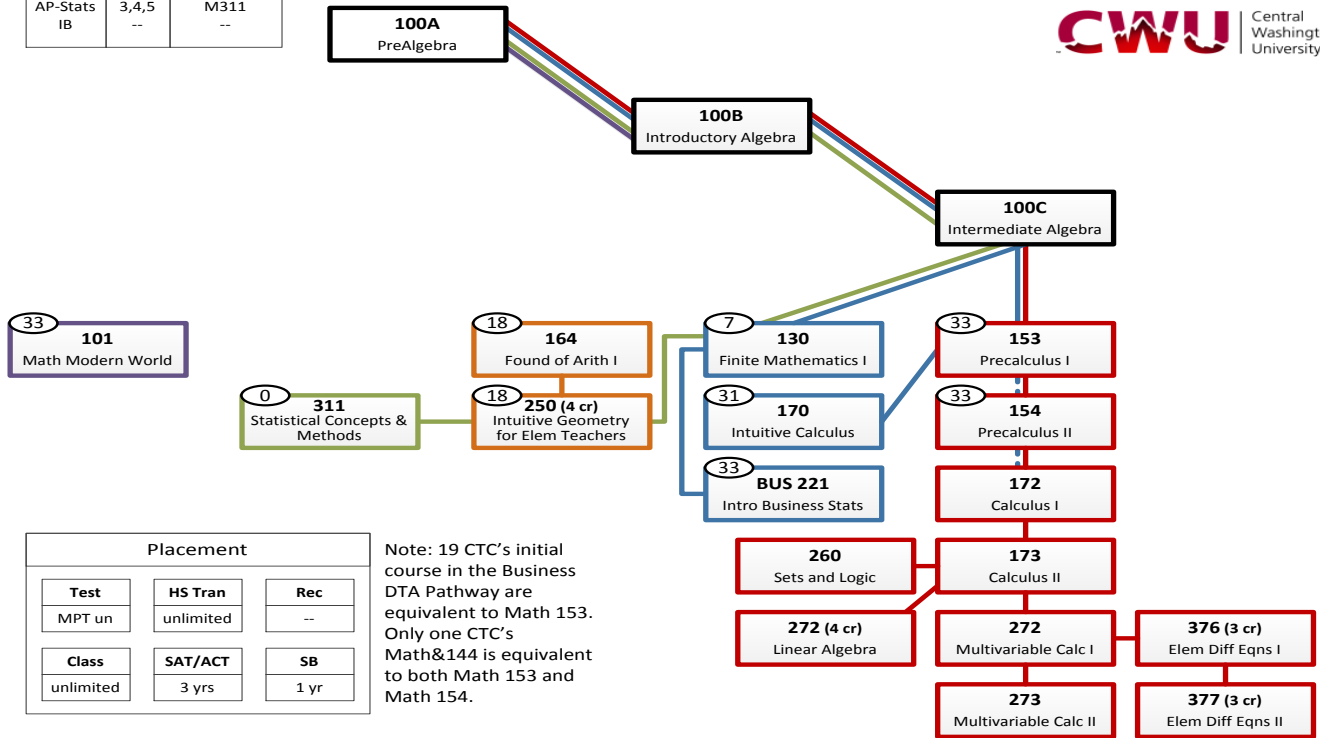 AP-Stats 3,4,5 M311
IB -- --
100A
PreAlgebra
CWU
Central
Washingt
University
100B
Introductory Algebra
100C
Intermediate Algebra
33
101
Math Modern World
18
164
Found of Arith I
7
130
Finite Mathematics I
33
153
Precalculus I
0
311
Statistical Concepts &
Methods
18
250 (4 cr)
Intuitive Geometry
for Elem Teachers
31
170
Intuitive Calculus
33
154
Precalculus II
33
BUS 221
Intro Business Stats
172
Calculus I
260
Sets and Logic
173
Calculus II
272 (4 cr)
Linear Algebra
272
Multivariable Calc I
376 (3 cr)
Elem Diff Eqns I
273
Multivariable Calc II
377 (3 cr)
Elem Diff Eqns II
Placement
Test HS Tran Rec
MPT un unlimited --
Class SAT/ACT SB
unlimited 3 yrs 1 yr
Note: 19 CTC's initial
course in the Business
DTA Pathway are
equivalent to Math 153.
Only one CTC's
Math&144 is equivalent
to both Math 153 and
Math 154.